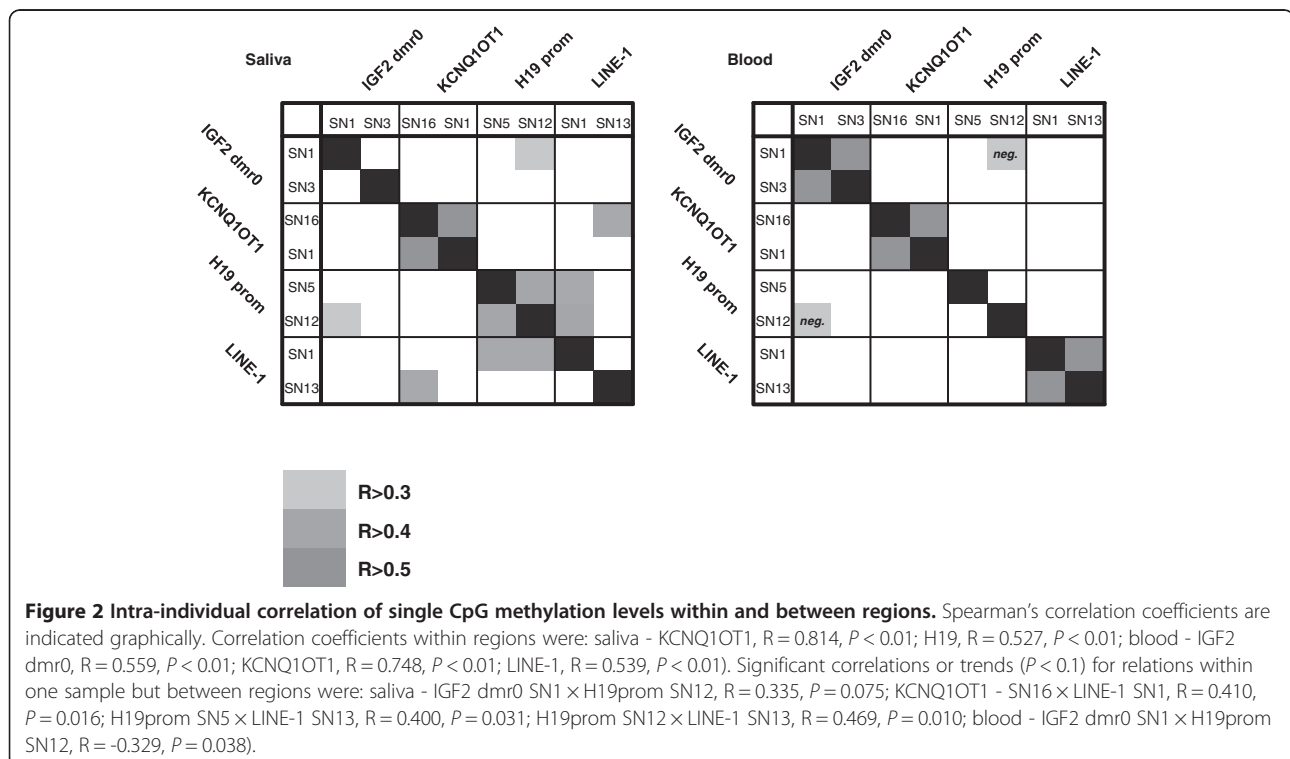 Saliva
IGF2 dmr0
KCNQ1OT1
H19 prom
LINE-1
SN1 SN3 SN16 SN1 SN5 SN12 SN1 SN13
IGF2 dmr0
SN1
SN3
KCNQ1OT1
SN16
SN1
H19 prom
SN5
SN12
LINE-1
SN1
SN13
Blood
IGF2 dmr0
KCNQ1OT1
H19 prom
LINE-1
SN1 SN3 SN16 SN1 SN5 SN12 SN1 SN13
IGF2 dmr0
SN1 neg.
SN3
KCNQ1OT1
SN16
SN1
H19 prom
SN5
SN12 neg.
LINE-1
SN1
SN13
R>0.3
R>0.4
R>0.5
Figure 2 Intra-individual correlation of single CpG methylation levels within and between regions. Spearman's correlation coefficients are
indicated graphically. Correlation coefficients within regions were: saliva - KCNQ1OT1, R = 0.814, P < 0.01; H19, R = 0.527, P < 0.01; blood - IGF2
dmr0, R = 0.559, P < 0.01; KCNQ1OT1, R = 0.748, P < 0.01; LINE-1, R = 0.539, P < 0.01). Significant correlations or trends (P < 0.1) for relations within
one sample but between regions were: saliva - IGF2 dmr0 SN1 × H19prom SN12, R = 0.335, P = 0.075; KCNQ1OT1 - SN16 × LINE-1 SN1, R = 0.410,
P = 0.016; H19prom SN5 × LINE-1 SN13, R = 0.400, P = 0.031; H19prom SN12 × LINE-1 SN13, R = 0.469, P = 0.010; blood - IGF2 dmr0 SN1 × H19prom
SN12, R = -0.329, P = 0.038).